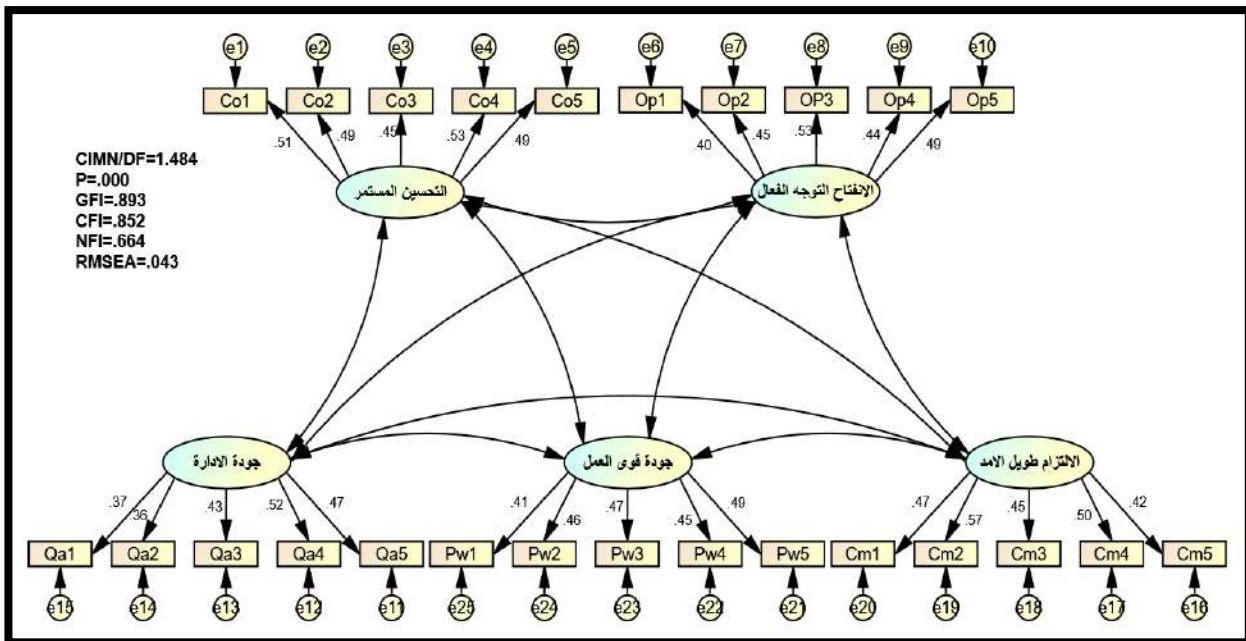 e1 e2 e3 e4 e5 e6 e7 e8 e9 e10
Co1 Co2 Co3 Co4 Co5 Op1 Op2 OP3 Op4 Op5
.51 .49 .45 .53 .49 .40 .45 .53 .44 .49
CIMN/DF=1.484
P=.000
GFI=.893
CFI=.852
NFI=.664
RMSEA=.043
التحسين المستمر
الانفتاح التوجه الفعال
جودة الادارة
جودة قوى العمل
الالتزام طويل الامد
.37 .36 .43 .52 .47 .41 .46 .47 .45 .49 .47 .57 .45 .50 .42
Qa1 Qa2 Qa3 Qa4 Qa5 Pw1 Pw2 Pw3 Pw4 Pw5 Cm1 Cm2 Cm3 Cm4 Cm5
e15 e14 e13 e12 e11 e25 e24 e23 e22 e21 e20 e19 e18 e17 e16